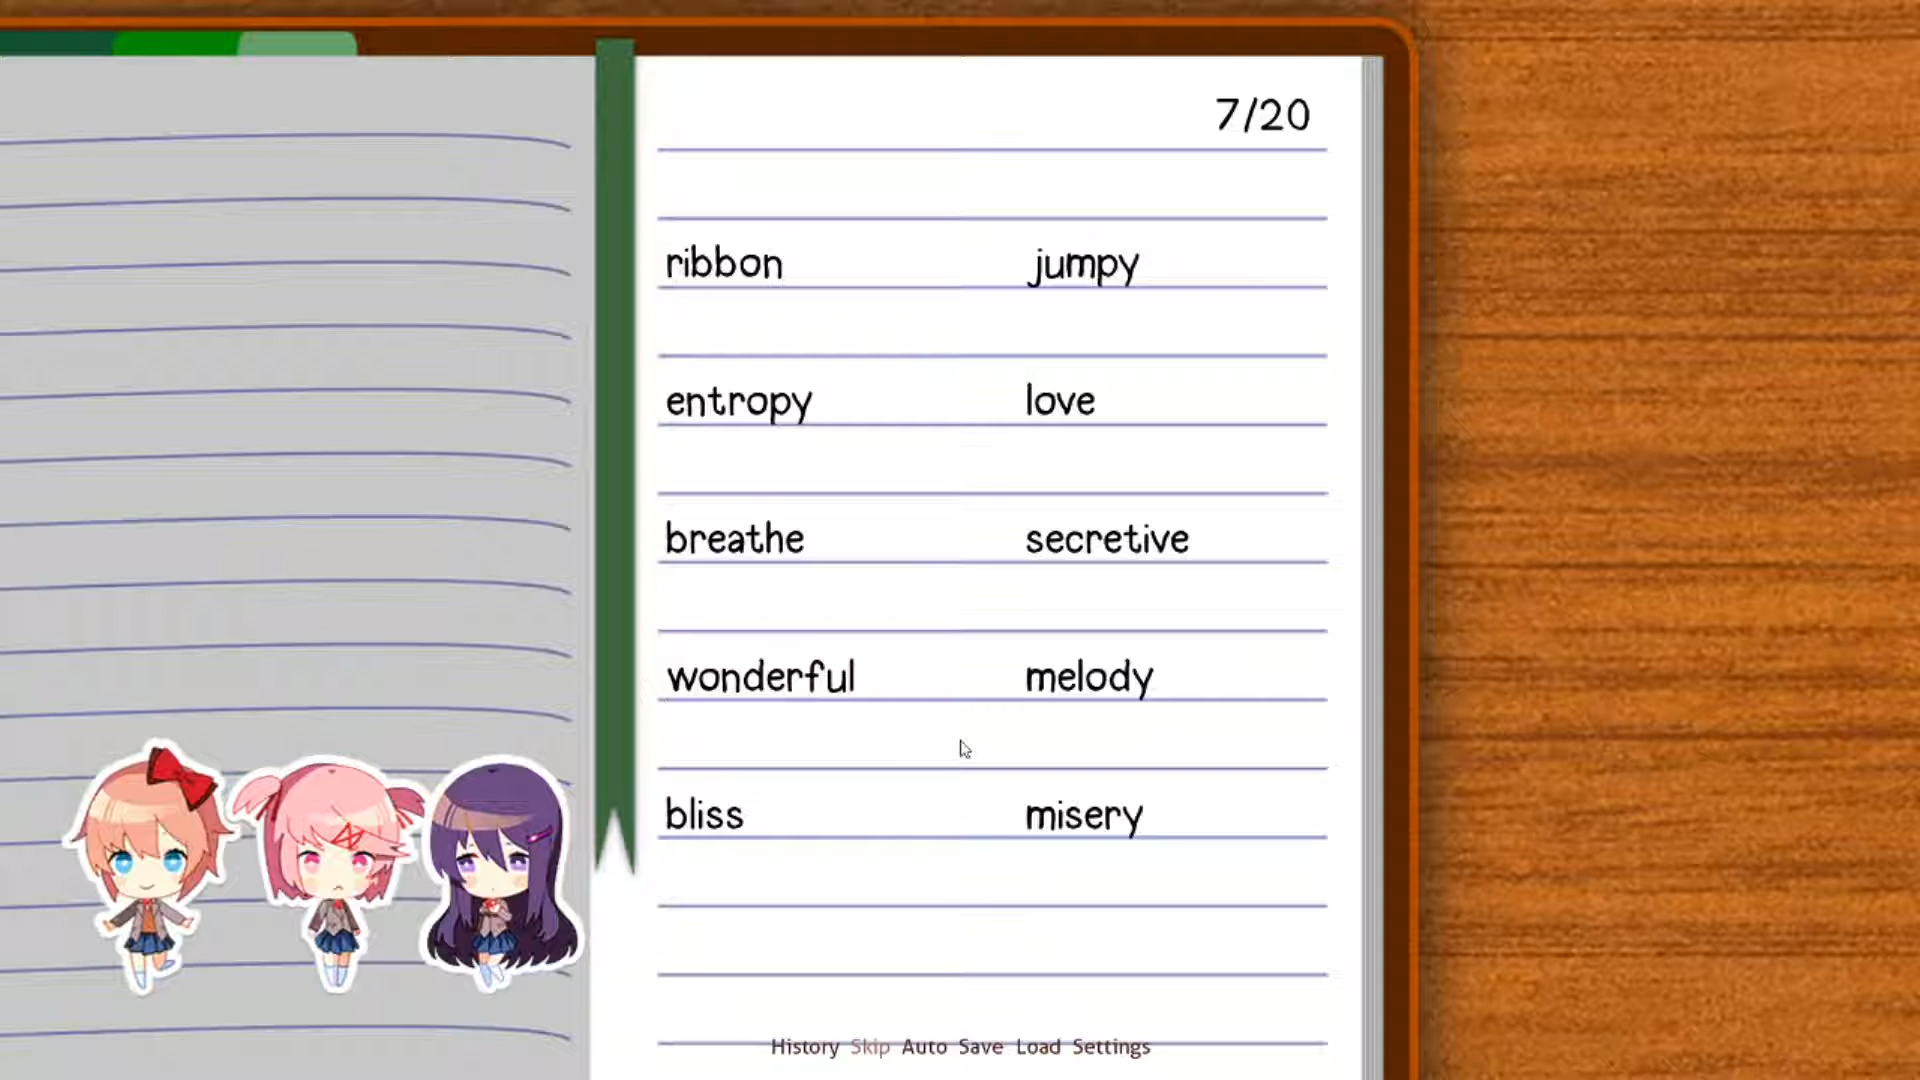 7/20
ribbon jumpy
entropy love
breathe secretive
wonderful melody
bliss misery
History Skip Auto Save Load Settings